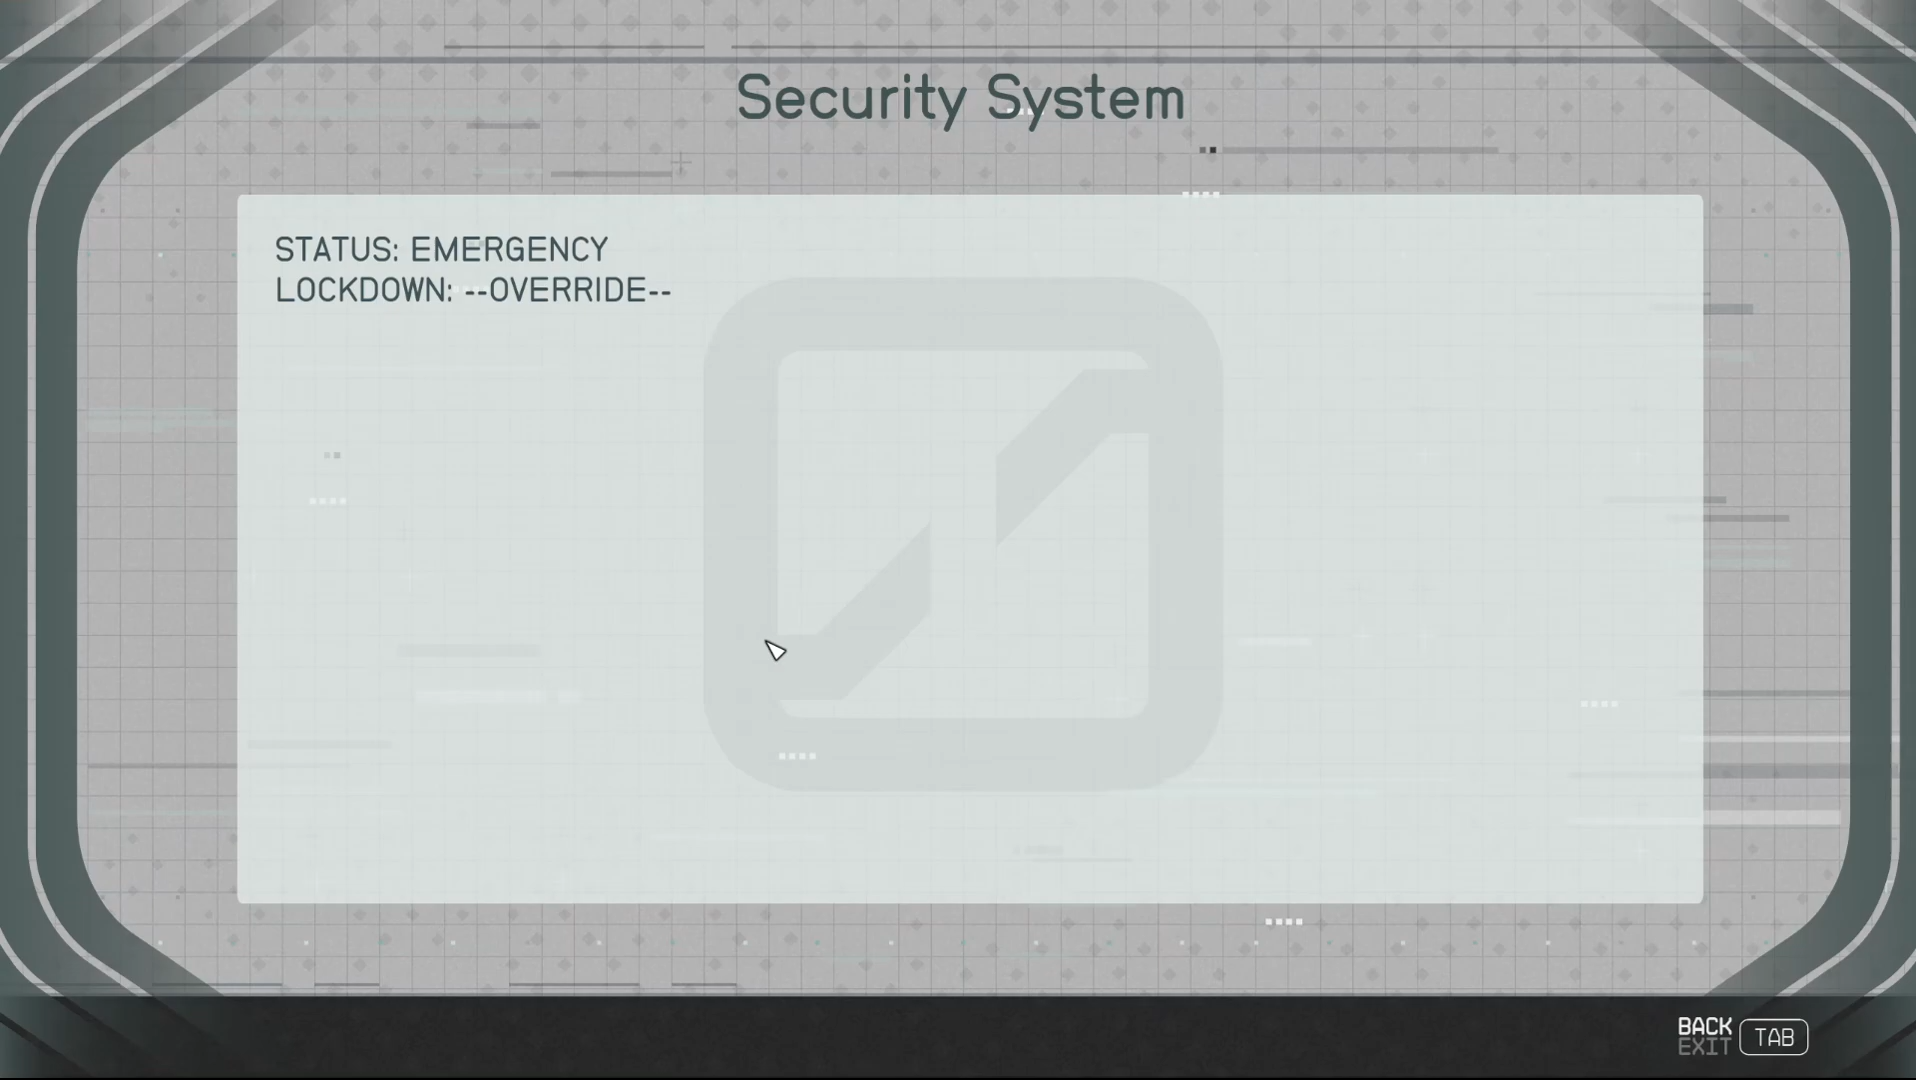 Security System
STATUS: EMERGENCY
LOCKDOWN: --OVERRIDE--
BACK
EXIT
TAB